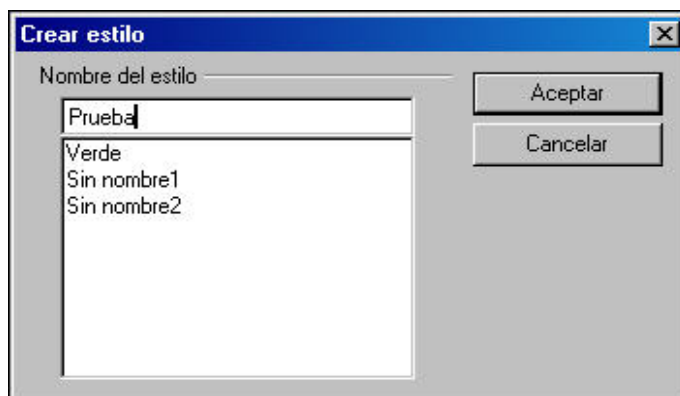 Crear estilo
Nombre del estilo
Prueba
Verde
Sin nombre1
Sin nombre2
Aceptar
Cancelar